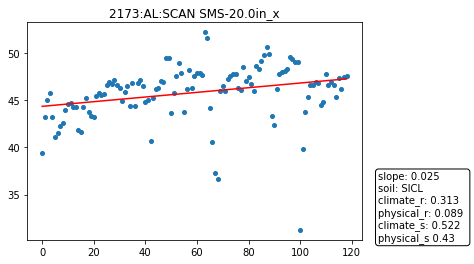 2173:AL:SCAN SMS-20.0in_x
50
45
40
35
0
20
40
60
80
100
120
slope: 0.025
soil: SICL
climate_r: 0.313
physical_r: 0.089
climate_s: 0.522
physical_s 0.43